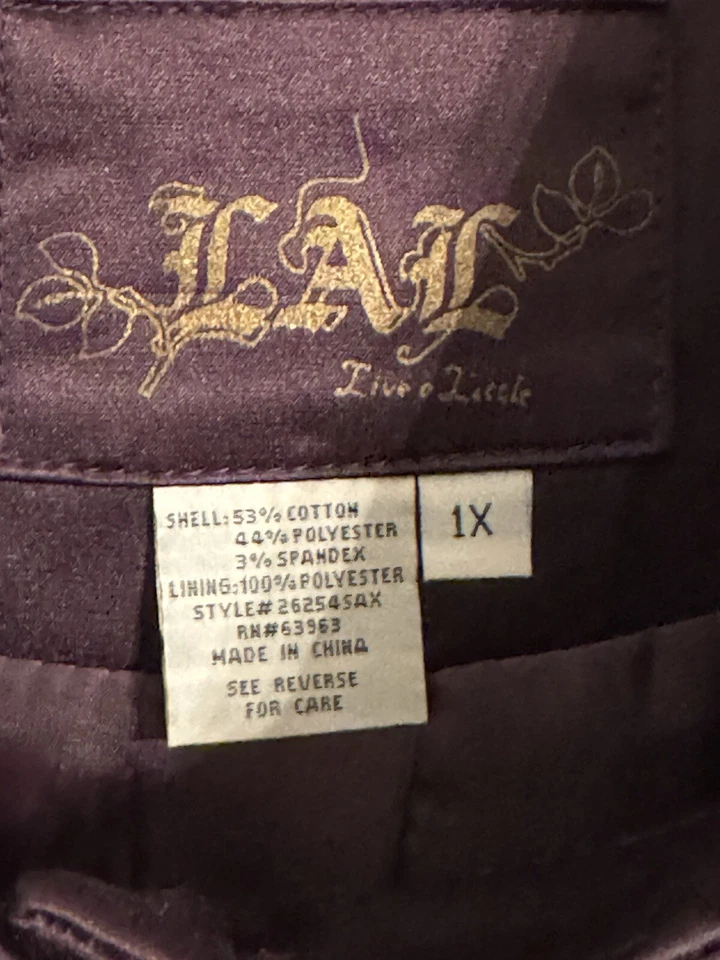 LAL
Live a Little
SHELL:53% COTTON
44% POLYESTER
3% SPANDEX
LINING:100% POLYESTER
STYLE# 262545AX
RN#63963
MADE IN CHINA
SEE REVERSE
FOR CARE
1X